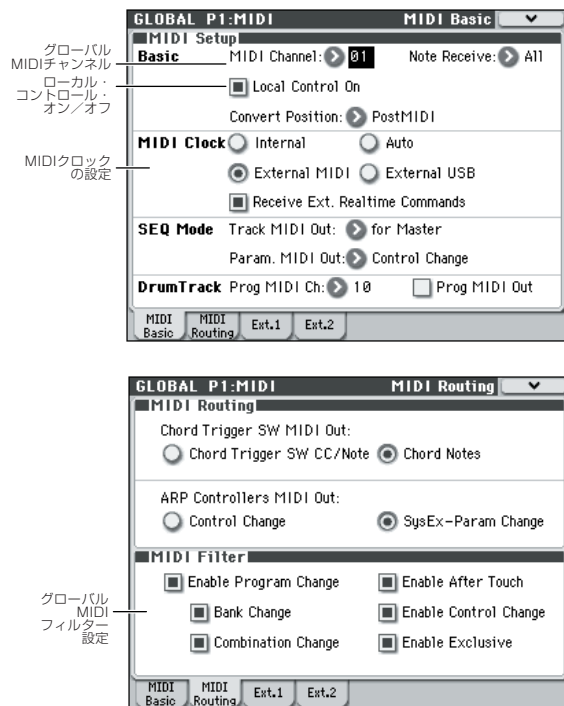 GLOBAL P1:MIDI MIDI Basic
MIDI Setup
グローバル
MIDIチャンネル
Basic MIDI Channel: 01 Note Receive: All
ローカル・
コントロール・
オン／オフ
Local Control On
Convert Position: PostMIDI
MIDIクロック
の設定
MIDI Clock Internal Auto
External MIDI External USB
Receive Ext. Realtime Commands
SEQ Mode Track MIDI Out: for Master
Param. MIDI Out: Control Change
DrumTrack Prog MIDI Ch: 10 Prog MIDI Out
MIDI Basic MIDI Routing Ext.1 Ext.2
GLOBAL P1:MIDI MIDI Routing
MIDI Routing
Chord Trigger SW MIDI Out:
Chord Trigger SW CC/Note Chord Notes
ARP Controllers MIDI Out:
Control Change SysEx-Param Change
MIDI Filter
グローバル
MIDI
フィルター
設定
Enable Program Change Enable After Touch
Bank Change Enable Control Change
Combination Change Enable Exclusive
MIDI Basic MIDI Routing Ext.1 Ext.2